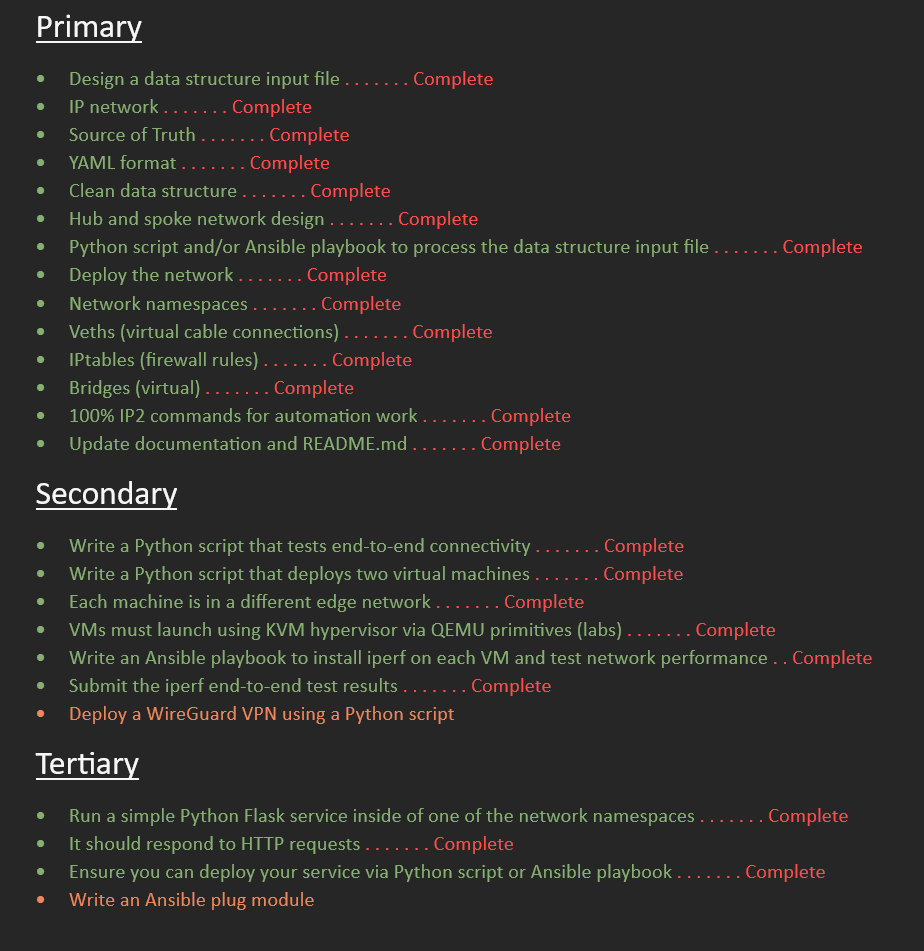 Primary
• Design a data structure input file . . . . . . . Complete
• IP network . . . . . . . Complete
• Source of Truth . . . . . . . Complete
• YAML format . . . . . . . Complete
• Clean data structure . . . . . . . Complete
• Hub and spoke network design . . . . . . . Complete
• Python script and/or Ansible playbook to process the data structure input file . . . . . . . Complete
• Deploy the network . . . . . . . Complete
• Network namespaces . . . . . . . Complete
• Veths (virtual cable connections) . . . . . . . Complete
• IPtables (firewall rules) . . . . . . . Complete
• Bridges (virtual) . . . . . . . Complete
• 100% IP2 commands for automation work . . . . . . . Complete
• Update documentation and README.md . . . . . . . Complete
Secondary
• Write a Python script that tests end-to-end connectivity . . . . . . . Complete
• Write a Python script that deploys two virtual machines . . . . . . . Complete
• Each machine is in a different edge network . . . . . . . Complete
• VMs must launch using KVM hypervisor via QEMU primitives (labs) . . . . . . . Complete
• Write an Ansible playbook to install iperf on each VM and test network performance . . Complete
• Submit the iperf end-to-end test results . . . . . . . Complete
• Deploy a WireGuard VPN using a Python script
Tertiary
• Run a simple Python Flask service inside of one of the network namespaces . . . . . . . Complete
• It should respond to HTTP requests . . . . . . . Complete
• Ensure you can deploy your service via Python script or Ansible playbook . . . . . . . Complete
• Write an Ansible plug module